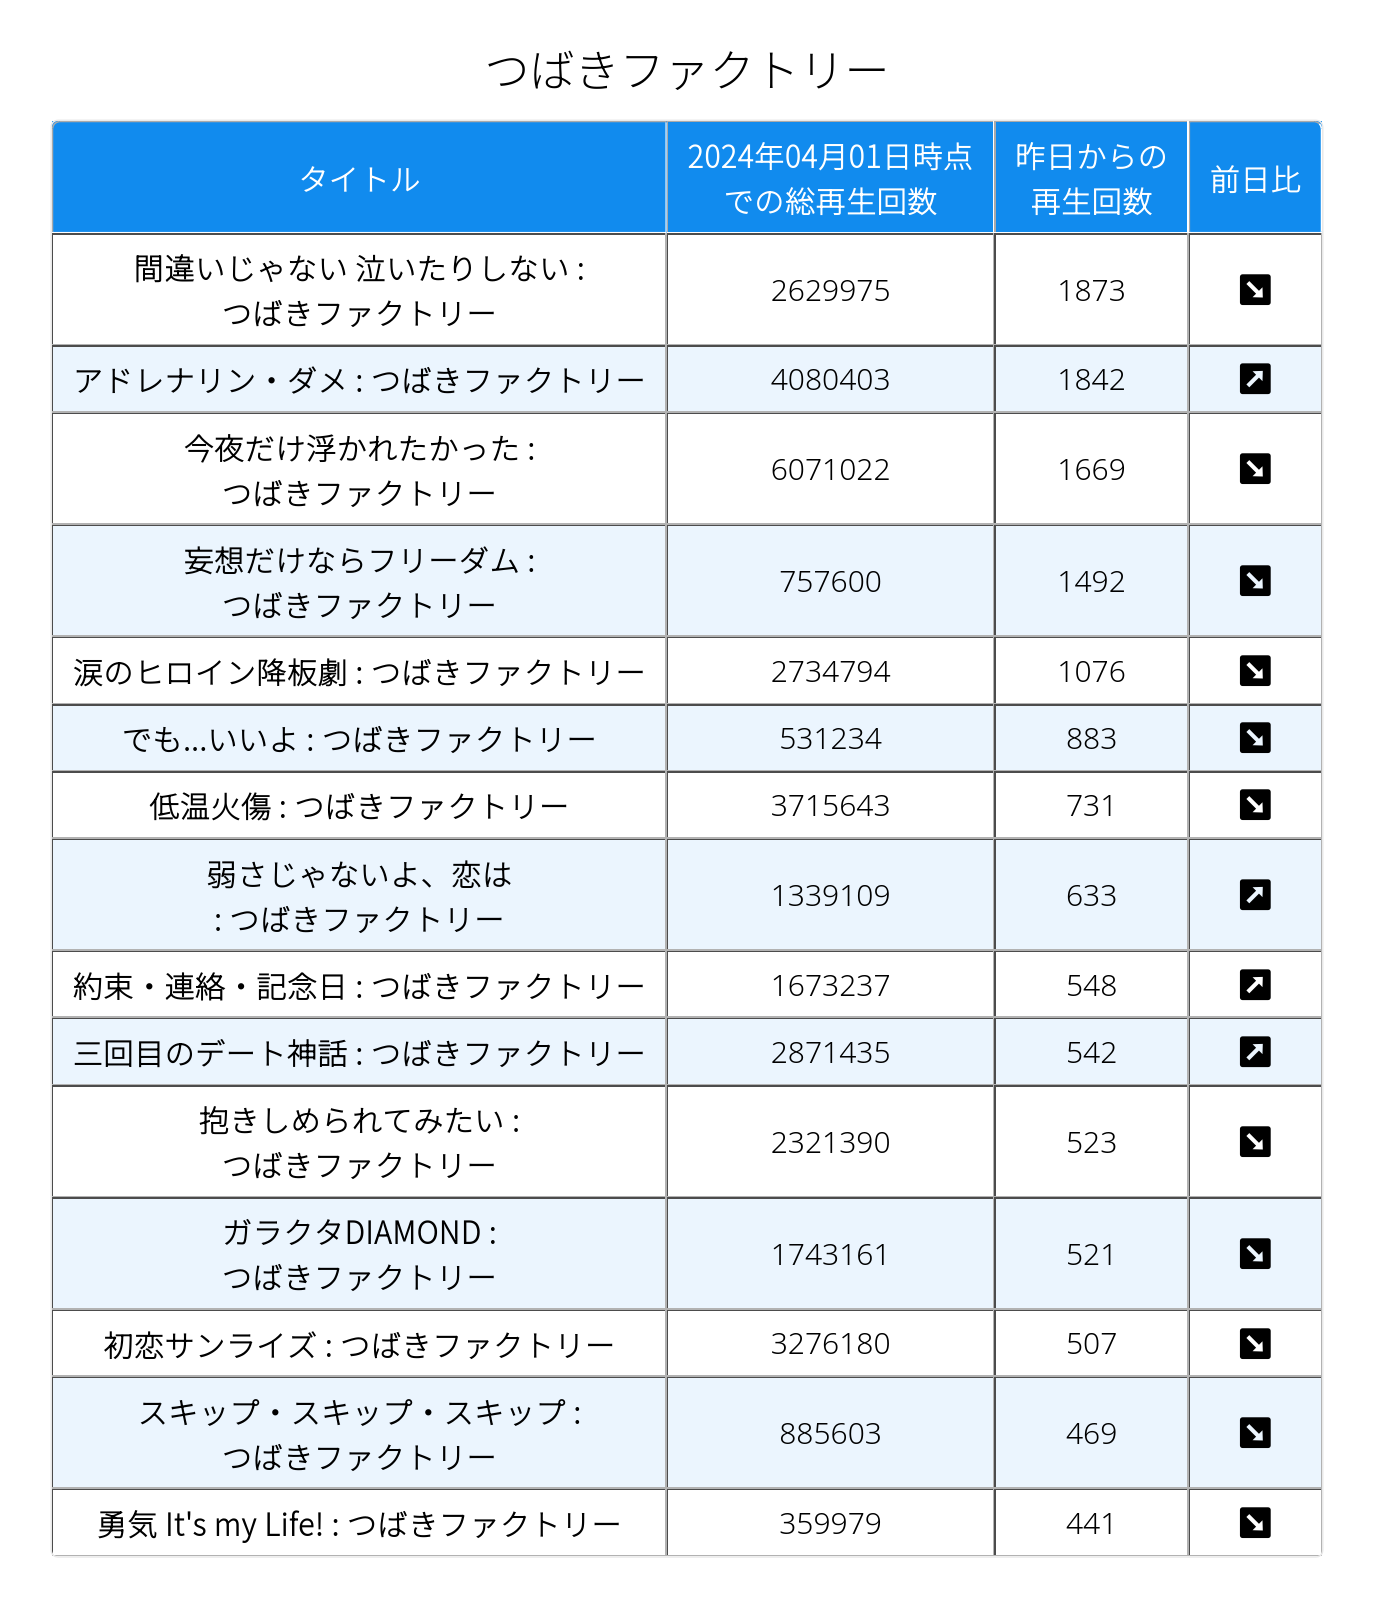 つばきファクトリー
タイトル
2024年04月01日時点
での総再生回数
昨日からの
再生回数
前日比
間違いじゃない 泣いたりしない :
つばきファクトリー
2629975
1873
アドレナリン・ダメ : つばきファクトリー
4080403
1842
今夜だけ浮かれたかった :
つばきファクトリー
6071022
1669
妄想だけならフリーダム :
つばきファクトリー
757600
1492
涙のヒロイン降板劇 : つばきファクトリー
2734794
1076
でも...いいよ : つばきファクトリー
531234
883
低温火傷 : つばきファクトリー
3715643
731
弱さじゃないよ、恋は
: つばきファクトリー
1339109
633
約束・連絡・記念日 : つばきファクトリー
1673237
548
三回目のデート神話 : つばきファクトリー
2871435
542
抱きしめられてみたい :
つばきファクトリー
2321390
523
ガラクタDIAMOND :
つばきファクトリー
1743161
521
初恋サンライズ : つばきファクトリー
3276180
507
スキップ・スキップ・スキップ :
つばきファクトリー
885603
469
勇気 It's my Life! : つばきファクトリー
359979
441